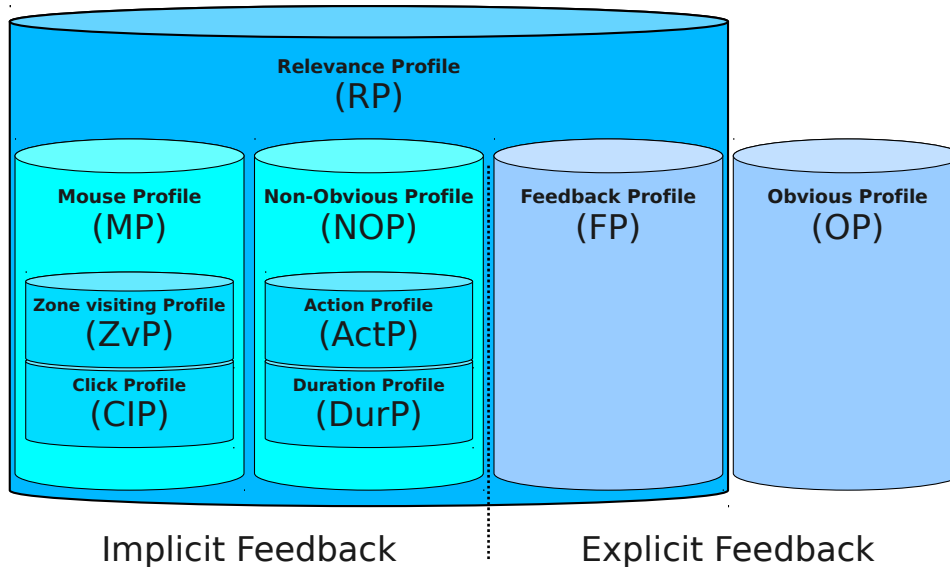 Relevance Profile
(RP)
Mouse Profile
(MP)
Non-Obvious Profile
(NOP)
Feedback Profile
(FP)
Obvious Profile
(OP)
Zone visiting Profile
(ZvP)
Action Profile
(ActP)
Click Profile
(ClP)
Duration Profile
(DurP)
Implicit Feedback
Explicit Feedback